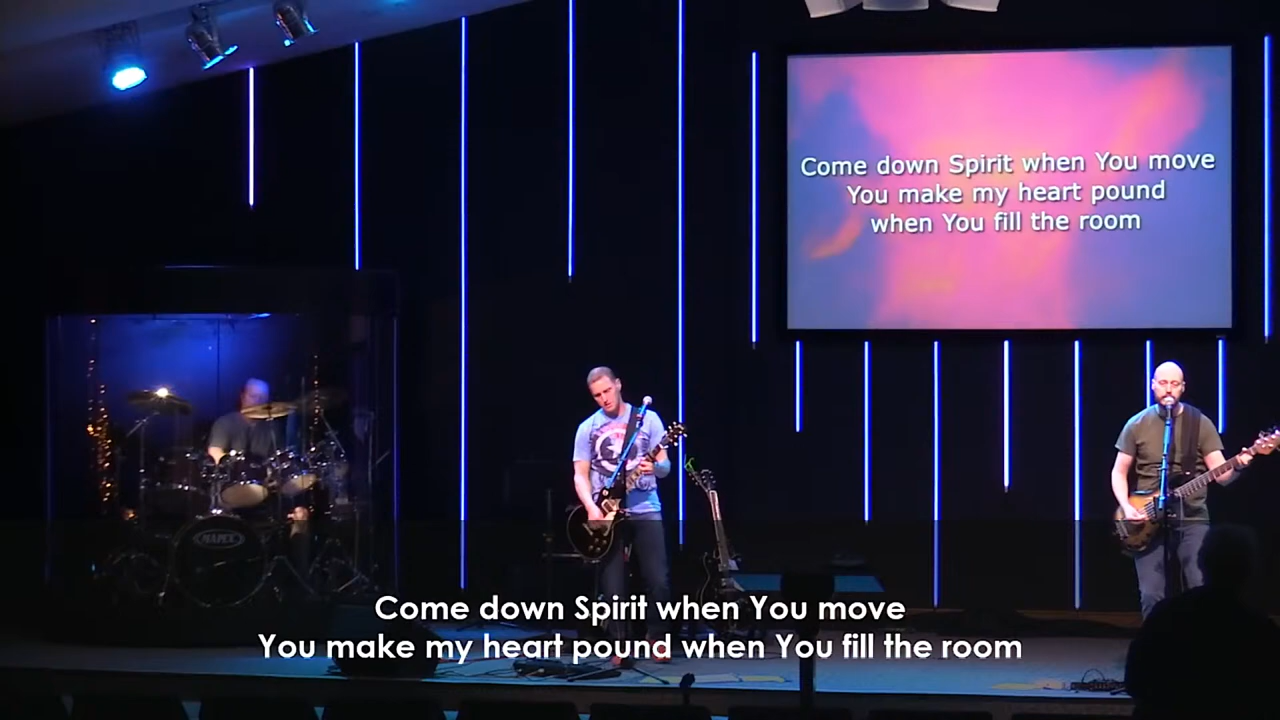 Come down Spirit when You move
You make my heart pound
when You fill the room
MAPEX
Come down Spirit when You move
You make my heart pound when You fill the room